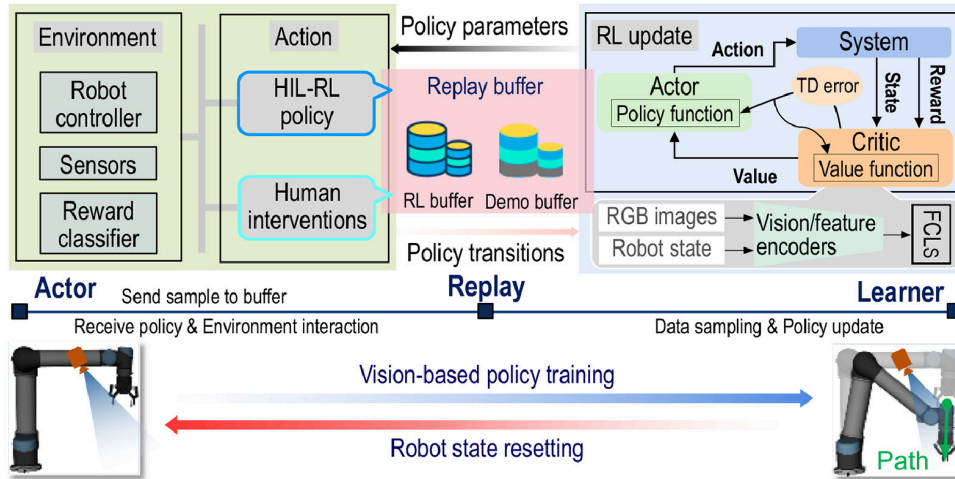 Environment
Robot
controller
Sensors
Reward
classifier
Action
HIL-RL
policy
Human
interventions
Policy parameters
Replay buffer
RL buffer
Demo buffer
Policy transitions
RL update
Action
System
Actor
Policy function
TD error
State
Reward
Critic
Value function
Value
RGB images
Robot state
Vision/feature
encoders
FCLS
Actor
Replay
Learner
Send sample to buffer
Receive policy & Environment interaction
Data sampling & Policy update
Vision-based policy training
Robot state resetting
Path